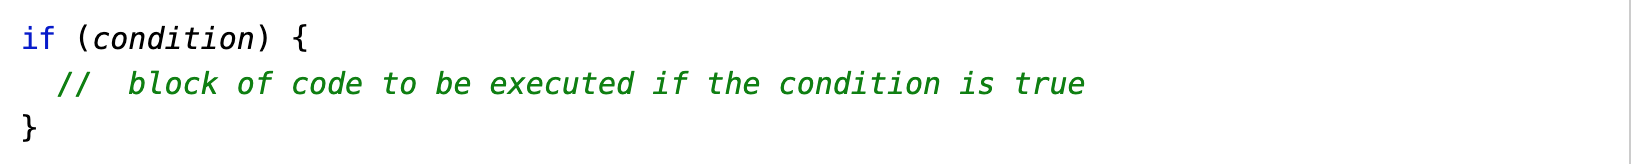 if (condition) {
  //  block of code to be executed if the condition is true
}